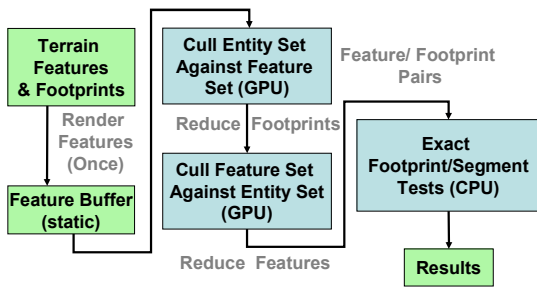 Terrain
Features
& Footprints
Render
Features
(Once)
Feature Buffer
(static)
Cull Entity Set
Against Feature
Set (GPU)
Reduce Footprints
Cull Feature Set
Against Entity Set
(GPU)
Reduce Features
Feature/ Footprint
Pairs
Exact
Footprint/Segment
Tests (CPU)
Results